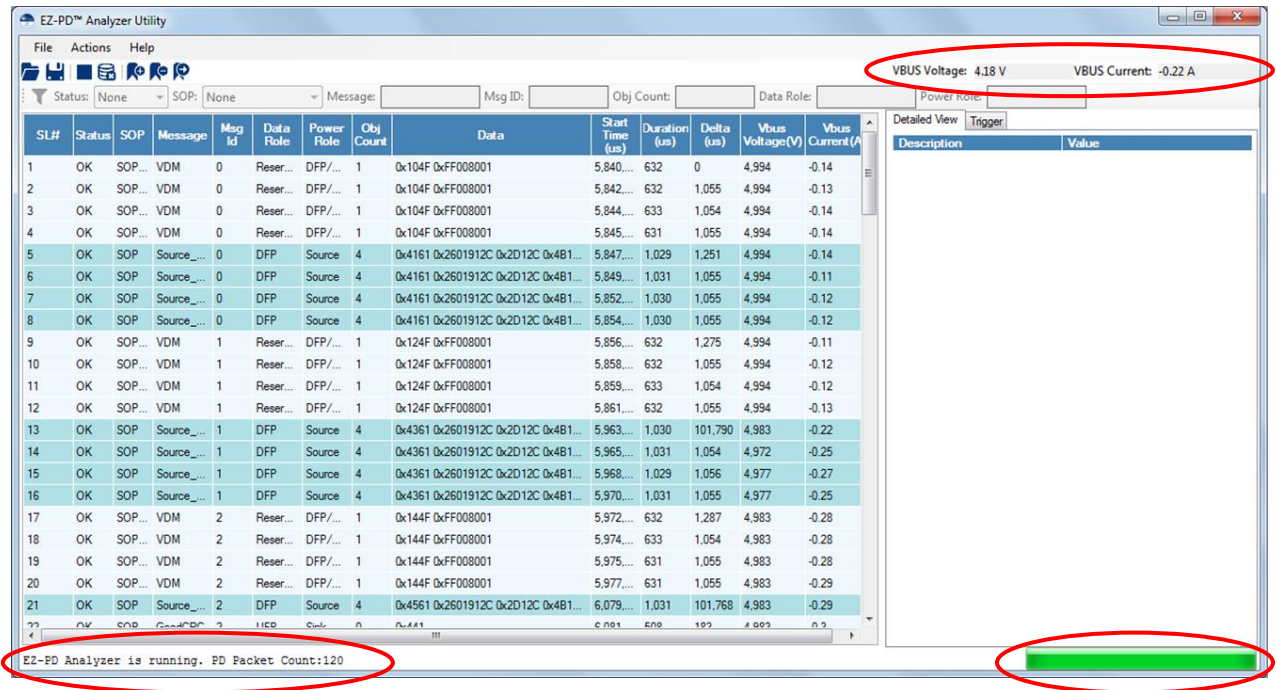 EZ-PD™ Analyzer Utility
File Actions Help
VBUS Voltage: 4.18 V VBUS Current: -0.22 A
Status: None SOP: None Message: Msg ID: Obj Count: Data Role: Power Role:
SL# Status SOP Message Msg Id Data Role Power Role Obj Count Data Start Time (us) Duration (us) Delta (us) Vbus Voltage(V) Vbus Current(A
Detailed View Trigger
Description Value
1 OK SOP... VDM 0 Reser... DFP/... 1 0x104F 0xFF008001 5,840,... 632 0 4,994 -0.14
2 OK SOP... VDM 0 Reser... DFP/... 1 0x104F 0xFF008001 5,842,... 632 1,055 4,994 -0.13
3 OK SOP... VDM 0 Reser... DFP/... 1 0x104F 0xFF008001 5,844,... 633 1,054 4,994 -0.14
4 OK SOP... VDM 0 Reser... DFP/... 1 0x104F 0xFF008001 5,845,... 631 1,055 4,994 -0.14
5 OK SOP Source_... 0 DFP Source 4 0x4161 0x2601912C 0x2D12C 0x4B1... 5,847,... 1,029 1,251 4,994 -0.14
6 OK SOP Source_... 0 DFP Source 4 0x4161 0x2601912C 0x2D12C 0x4B1... 5,849,... 1,031 1,055 4,994 -0.11
7 OK SOP Source_... 0 DFP Source 4 0x4161 0x2601912C 0x2D12C 0x4B1... 5,852,... 1,030 1,055 4,994 -0.12
8 OK SOP Source_... 0 DFP Source 4 0x4161 0x2601912C 0x2D12C 0x4B1... 5,854,... 1,030 1,055 4,994 -0.12
9 OK SOP... VDM 1 Reser... DFP/... 1 0x124F 0xFF008001 5,856,... 632 1,275 4,994 -0.11
10 OK SOP... VDM 1 Reser... DFP/... 1 0x124F 0xFF008001 5,858,... 632 1,055 4,994 -0.12
11 OK SOP... VDM 1 Reser... DFP/... 1 0x124F 0xFF008001 5,859,... 633 1,054 4,994 -0.12
12 OK SOP... VDM 1 Reser... DFP/... 1 0x124F 0xFF008001 5,861,... 632 1,055 4,994 -0.13
13 OK SOP Source_... 1 DFP Source 4 0x4361 0x2601912C 0x2D12C 0x4B1... 5,963,... 1,030 101,790 4,983 -0.22
14 OK SOP Source_... 1 DFP Source 4 0x4361 0x2601912C 0x2D12C 0x4B1... 5,965,... 1,031 1,054 4,972 -0.25
15 OK SOP Source_... 1 DFP Source 4 0x4361 0x2601912C 0x2D12C 0x4B1... 5,968,... 1,029 1,056 4,977 -0.27
16 OK SOP Source_... 1 DFP Source 4 0x4361 0x2601912C 0x2D12C 0x4B1... 5,970,... 1,031 1,055 4,977 -0.25
17 OK SOP... VDM 2 Reser... DFP/... 1 0x144F 0xFF008001 5,972,... 632 1,287 4,983 -0.28
18 OK SOP... VDM 2 Reser... DFP/... 1 0x144F 0xFF008001 5,974,... 633 1,054 4,983 -0.28
19 OK SOP... VDM 2 Reser... DFP/... 1 0x144F 0xFF008001 5,975,... 631 1,055 4,983 -0.28
20 OK SOP... VDM 2 Reser... DFP/... 1 0x144F 0xFF008001 5,977,... 631 1,055 4,983 -0.29
21 OK SOP Source_... 2 DFP Source 4 0x4561 0x2601912C 0x2D12C 0x4B1... 6,079,... 1,031 101,768 4,983 -0.29
22 OK SOP GoodCRC 2 UFP Sink 0 0x441
EZ-PD Analyzer is running. PD Packet Count:120